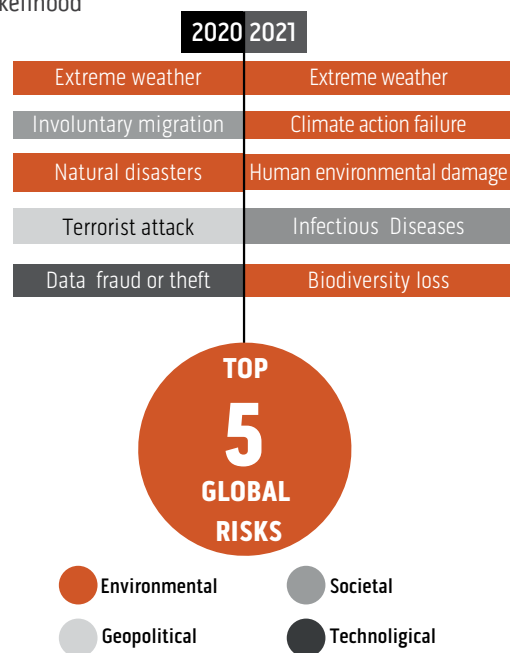 2020 2021
Extreme weather Extreme weather
Involuntary migration Climate action failure
Natural disasters Human environmental damage
Terrorist attack Infectious Diseases
Data fraud or theft Biodiversity loss
TOP
5
GLOBAL
RISKS
Environmental Societal
Geopolitical Technoligical